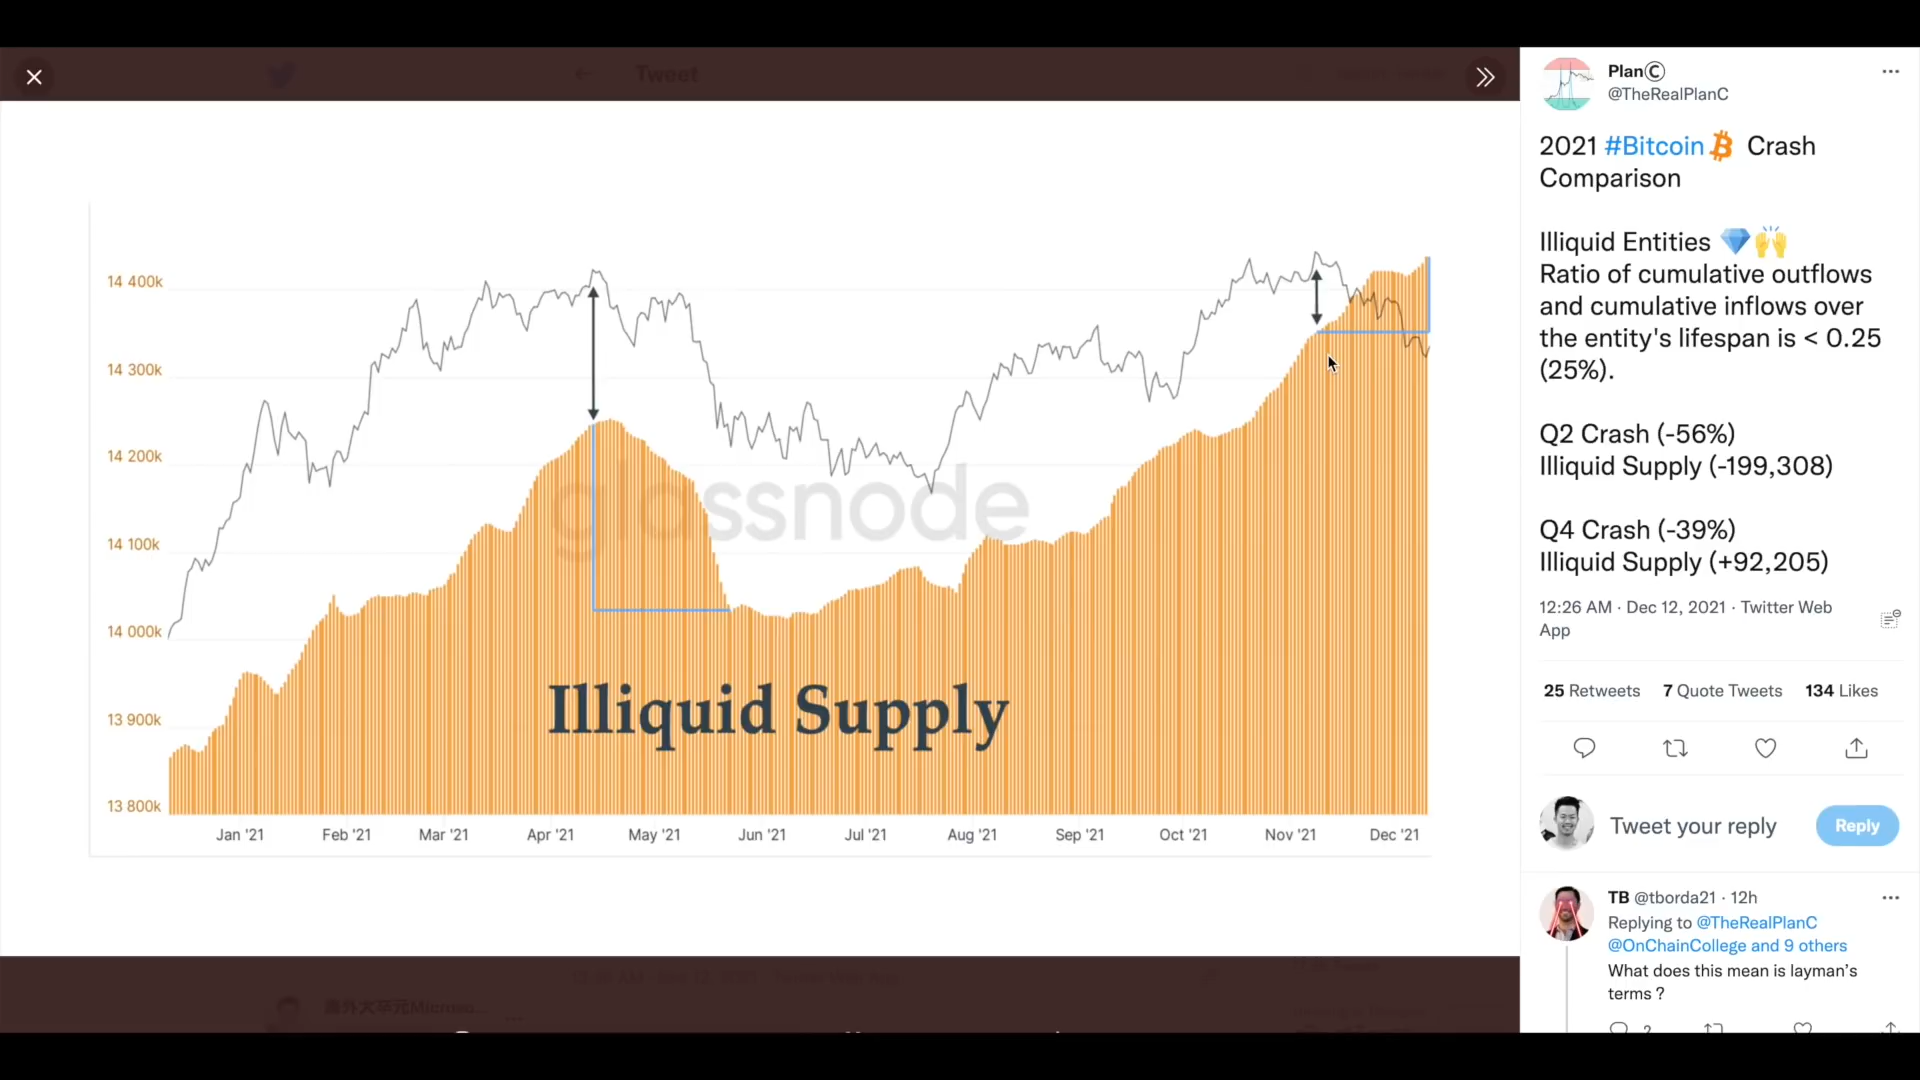 Tweet
14 400k
14 300k
14 200k
14 100k
14 000k
13 900k
13 800k
glassnode
Illiquid Supply
Jan '21
Feb '21
Mar '21
Apr '21
May '21
Jun '21
Jul '21
Aug '21
Sep '21
Oct '21
Nov '21
Dec '21
PlanⒸ
@TheRealPlanC
2021 #Bitcoin Crash
Comparison
Illiquid Entities 💎🙌
Ratio of cumulative outflows
and cumulative inflows over
the entity's lifespan is < 0.25
(25%).
Q2 Crash (-56%)
Illiquid Supply (-199,308)
Q4 Crash (-39%)
Illiquid Supply (+92,205)
12:26 AM · Dec 12, 2021 · Twitter Web
App
25 Retweets 7 Quote Tweets 134 Likes
Tweet your reply
Reply
TB @tborda21 · 12h
Replying to @TheRealPlanC
@OnChainCollege and 9 others
What does this mean is layman’s
terms ?
2